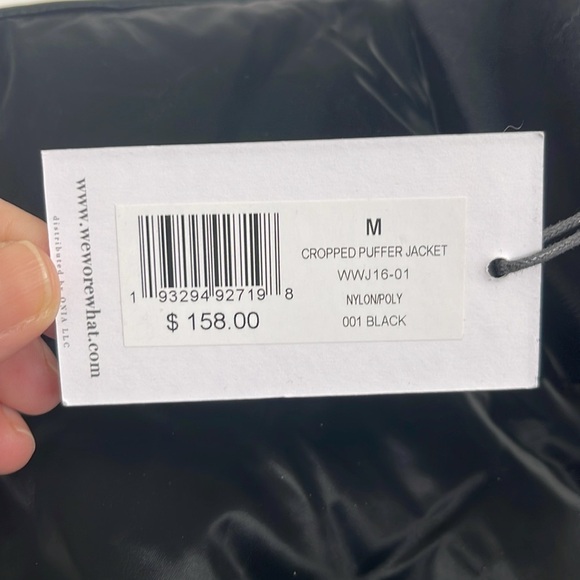 www.weworewhat.com
distributed by ONIA LLC
1 93294 92719 8
$ 158.00
M
CROPPED PUFFER JACKET
WWJ16-01
NYLON/POLY
001 BLACK